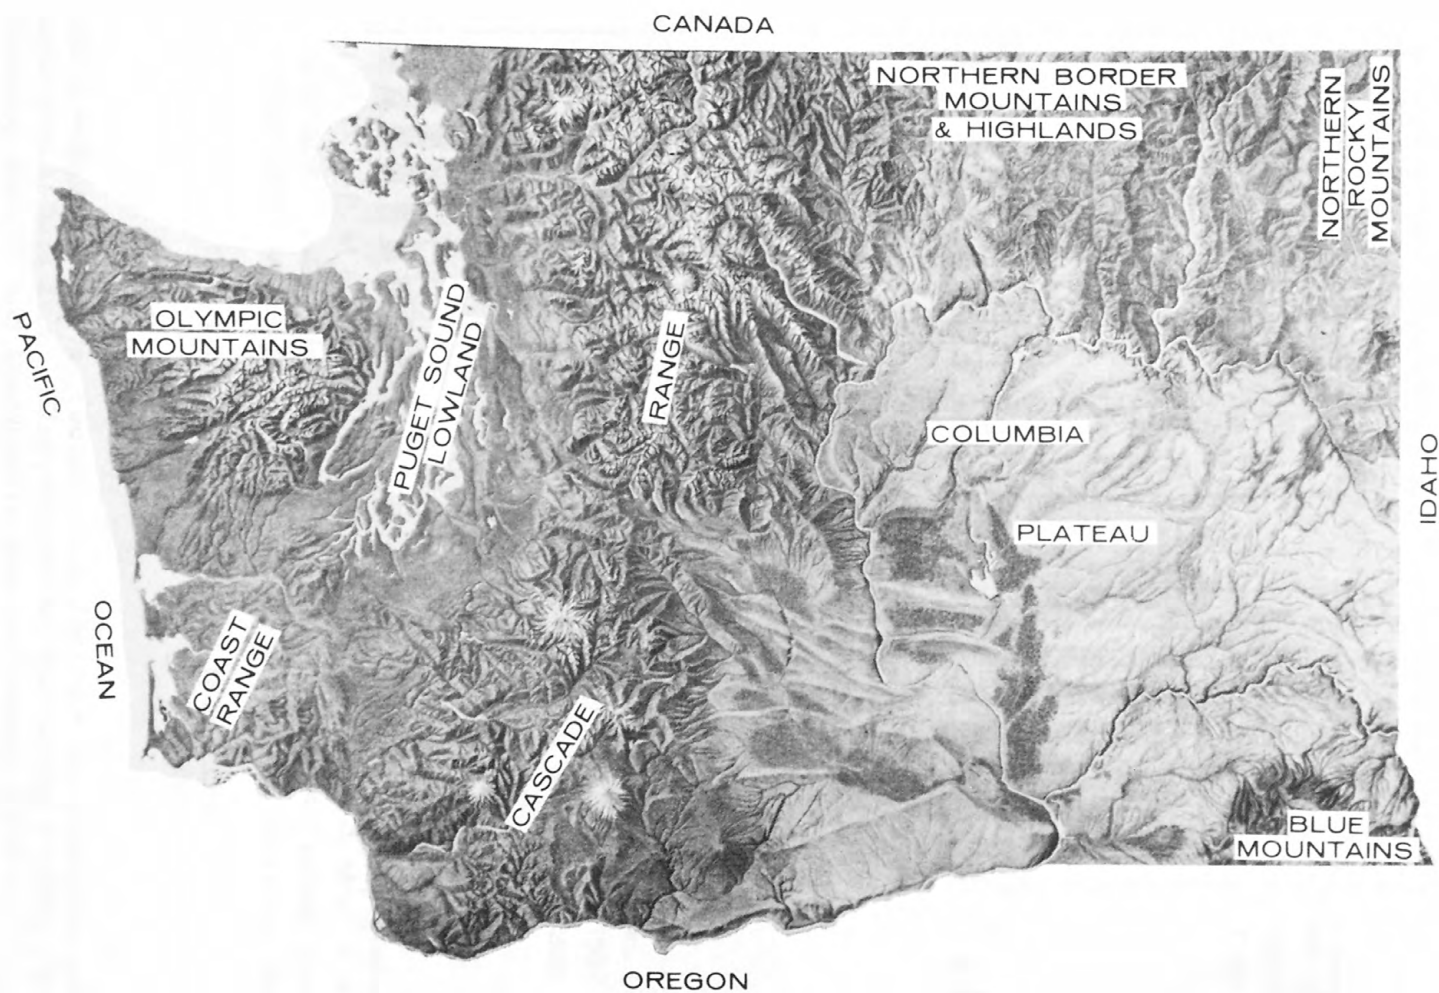 CANADA
NORTHERN BORDER
MOUNTAINS
& HIGHLANDS
NORTHERN
ROCKY
MOUNTAINS
OLYMPIC
MOUNTAINS
PUGET SOUND
LOWLAND
RANGE
PACIFIC
COLUMBIA
PLATEAU
IDAHO
OCEAN
COAST
RANGE
CASCADE
BLUE
MOUNTAINS
OREGON